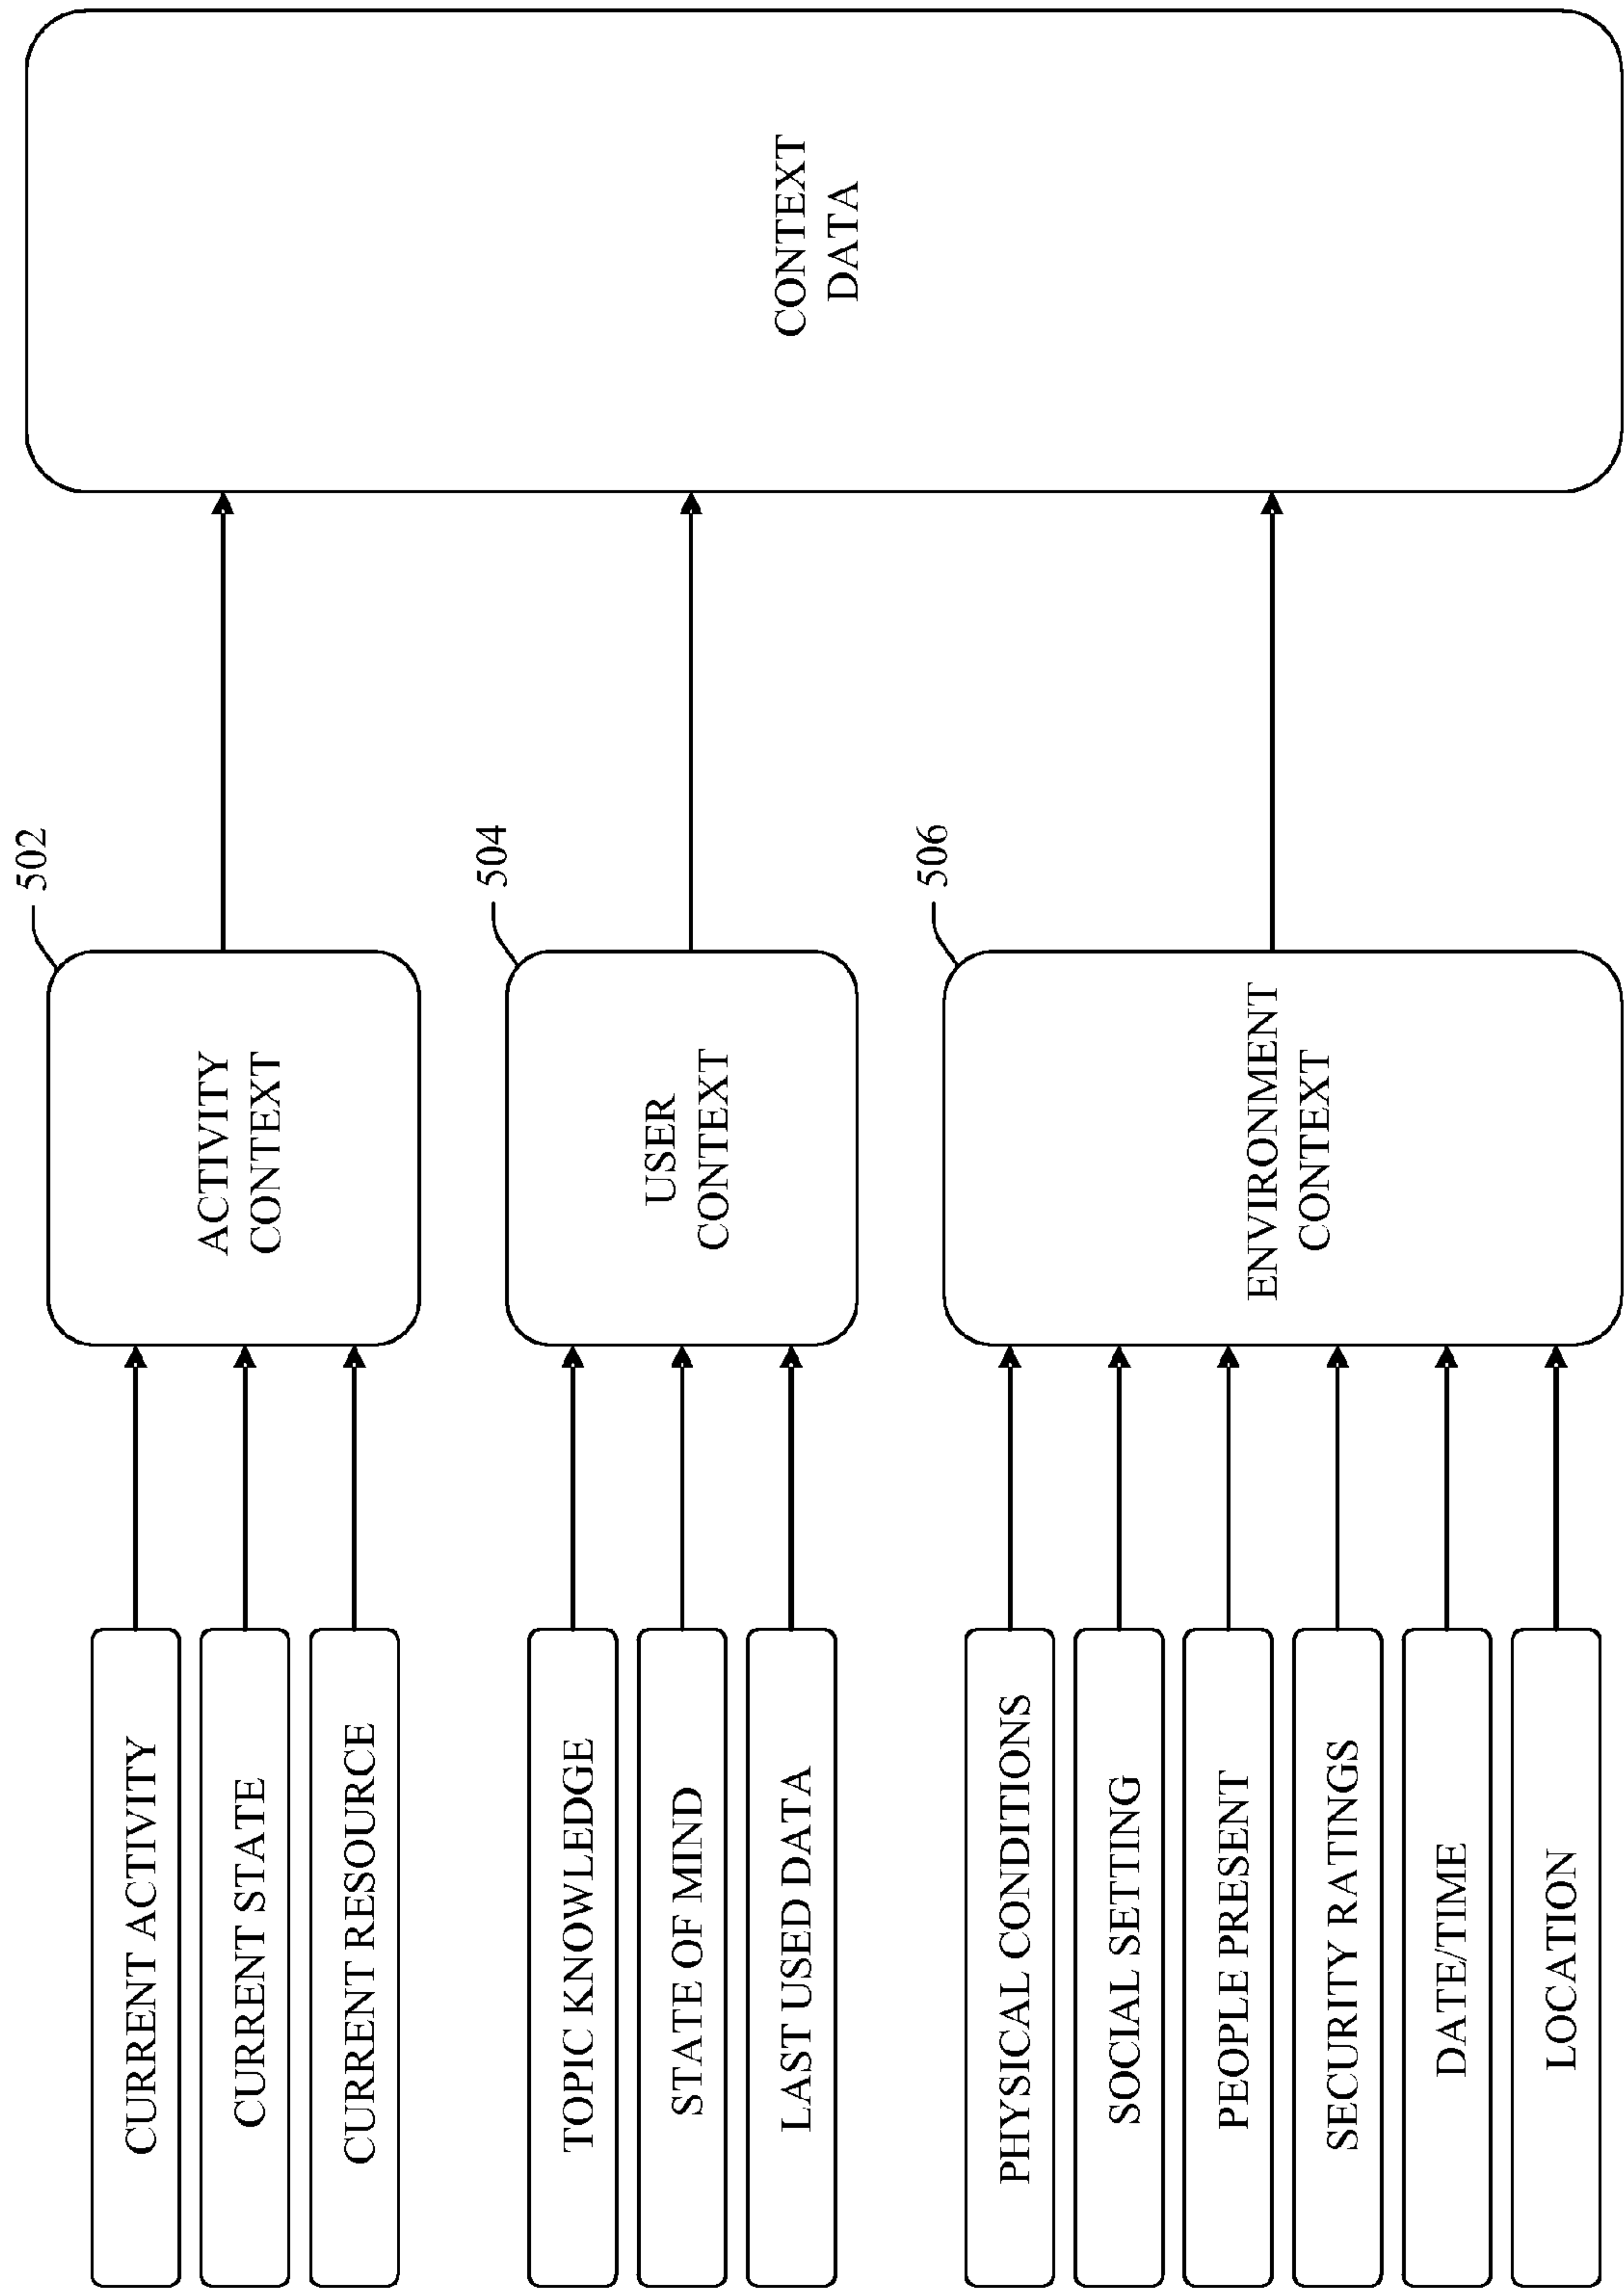 CURRENT ACTIVITY
CURRENT STATE
CURRENT RESOURCE
502
ACTIVITY
CONTEXT
TOPIC KNOWLEDGE
STATE OF MIND
LAST USED DATA
504
USER
CONTEXT
PHYSICAL CONDITIONS
SOCIAL SETTING
PEOPLE PRESENT
SECURITY RATINGS
DATE/TIME
LOCATION
506
ENVIRONMENT
CONTEXT
CONTEXT
DATA